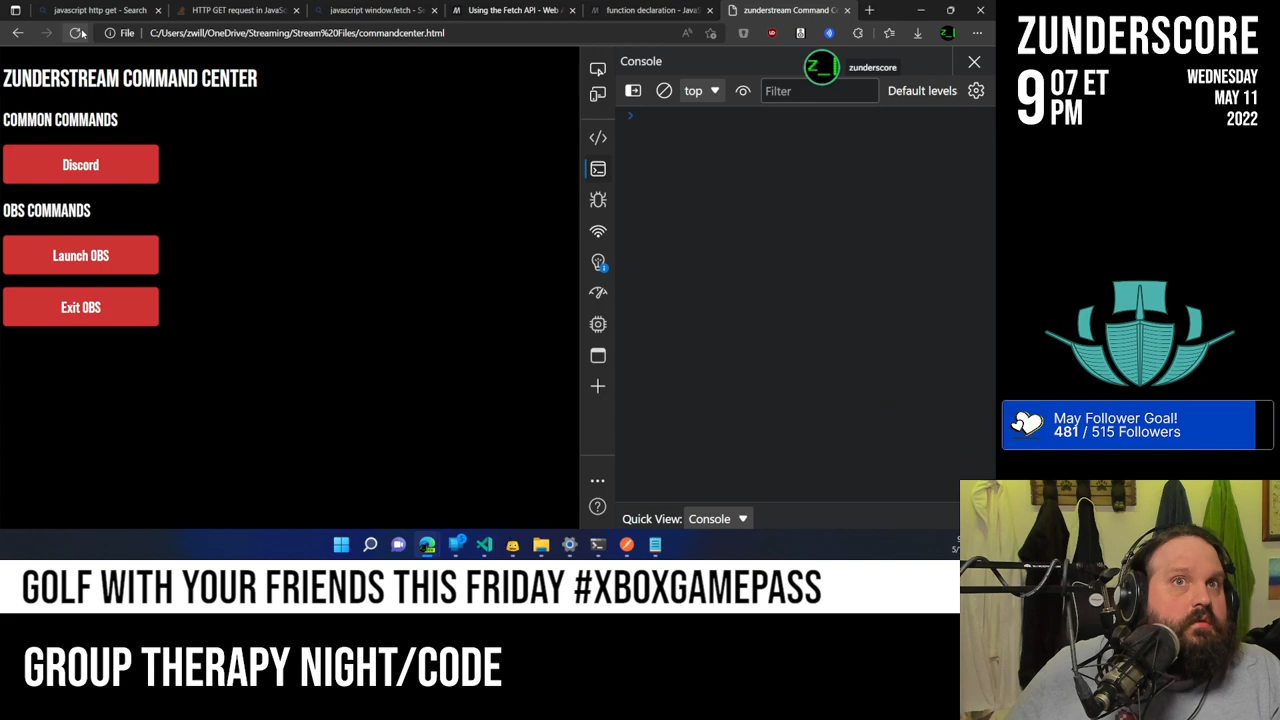 javascript http get - Search
HTTP GET request in JavaSc
javascript window.fetch - Se
Using the Fetch API - Web A
function declaration - JavaS
zunderstream Command Ce
File
C:/Users/zwill/OneDrive/Streaming/Stream%20Files/commandcenter.html
ZUNDERSTREAM COMMAND CENTER
COMMON COMMANDS
Discord
OBS COMMANDS
Launch OBS
Exit OBS
Console
z_
zunderscore
top
Filter
Default levels
Quick View: Console
ZUNDERSCORE
9 07 ET
PM
WEDNESDAY
MAY 11
2022
May Follower Goal!
481 / 515 Followers
GOLF WITH YOUR FRIENDS THIS FRIDAY #XBOXGAMEPASS
GROUP THERAPY NIGHT/CODE